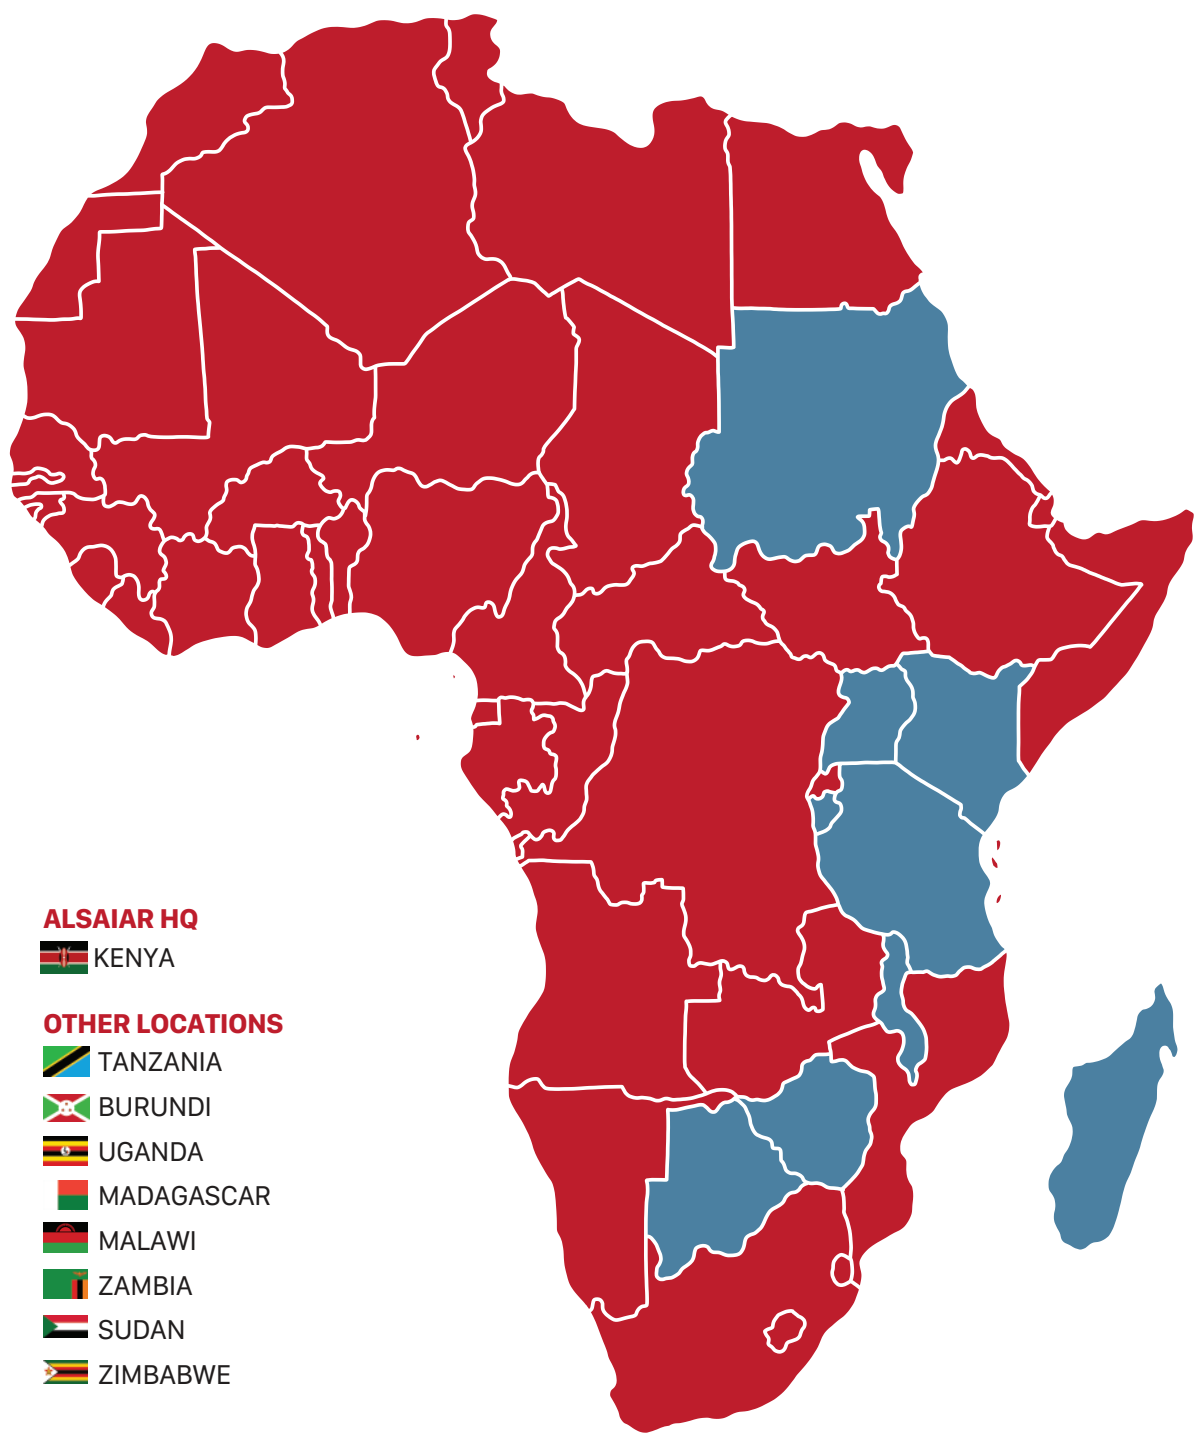 ALSAIAR HQ
KENYA
OTHER LOCATIONS
TANZANIA
BURUNDI
UGANDA
MADAGASCAR
MALAWI
ZAMBIA
SUDAN
ZIMBABWE